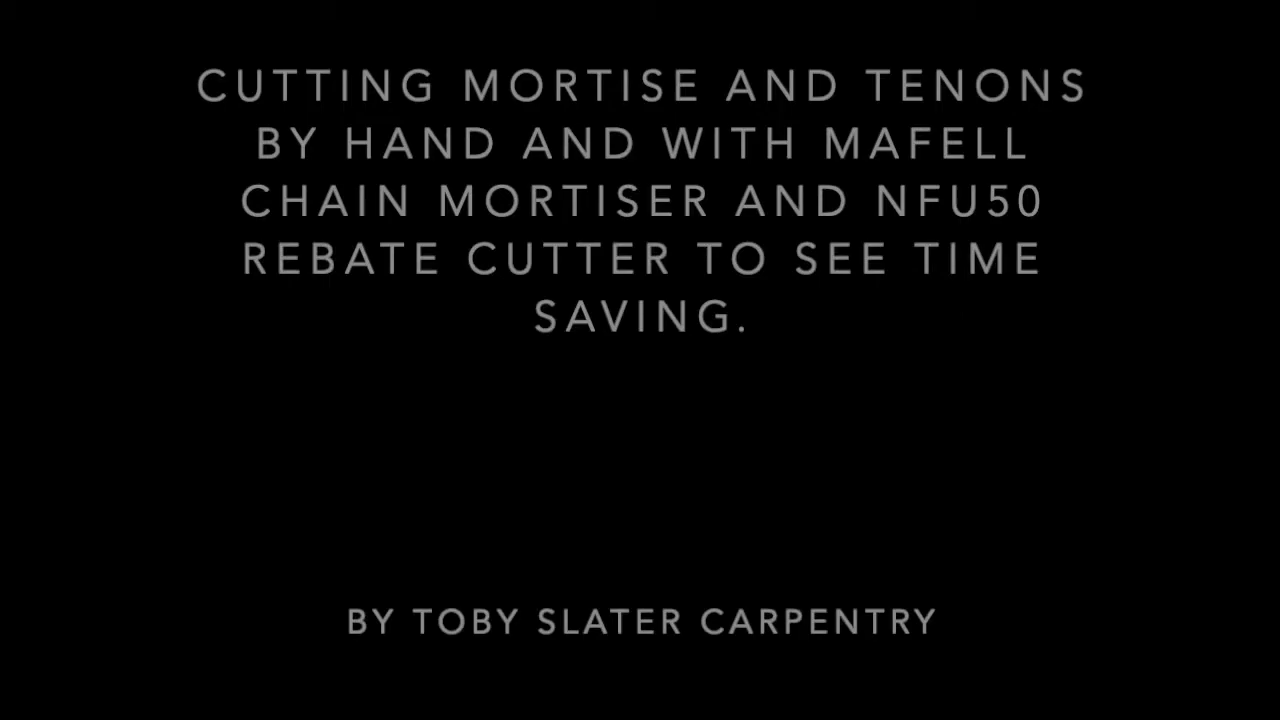 CUTTING MORTISE AND TENONS
BY HAND AND WITH MAFELL
CHAIN MORTISER AND NFU50
REBATE CUTTER TO SEE TIME
SAVING.
BY TOBY SLATER CARPENTRY